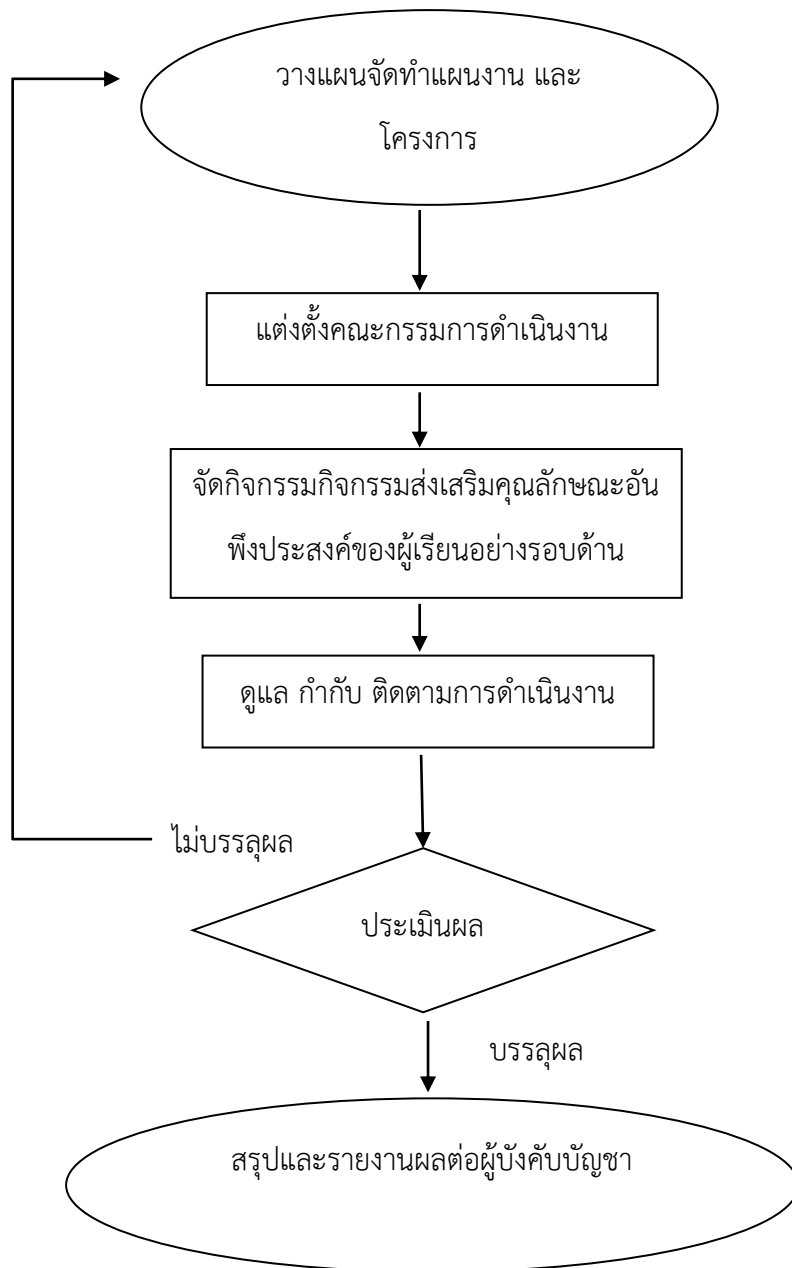 วางแผนจัดทำแผนงาน และ
โครงการ
แต่งตั้งคณะกรรมการดำเนินงาน
จัดกิจกรรมกิจกรรมส่งเสริมคุณลักษณะอัน
พึงประสงค์ของผู้เรียนอย่างรอบด้าน
ดูแล กำกับ ติดตามการดำเนินงาน
ไม่บรรลุผล
ประเมินผล
บรรลุผล
สรุปและรายงานผลต่อผู้บังคับบัญชา